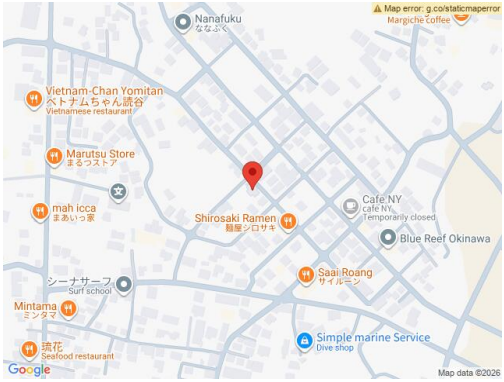 Map error: g.co/staticmaperror
Margiche coffee
Nanafuku
ななふく
Vietnam-Chan Yomitan
ベトナムちゃん読谷
Vietnamese restaurant
Marutsu Store
まるつストア
mah icca
まあいっ家
Cafe NY
cafe NY
Temporarily closed
Shirosaki Ramen
麺屋シロサキ
Blue Reef Okinawa
シーナサーフ
Surf school
Saai Roang
サイルーン
Mintama
ミンタマ
Simple marine Service
Dive shop
琉花
Seafood restaurant
Google
Map data ©2026